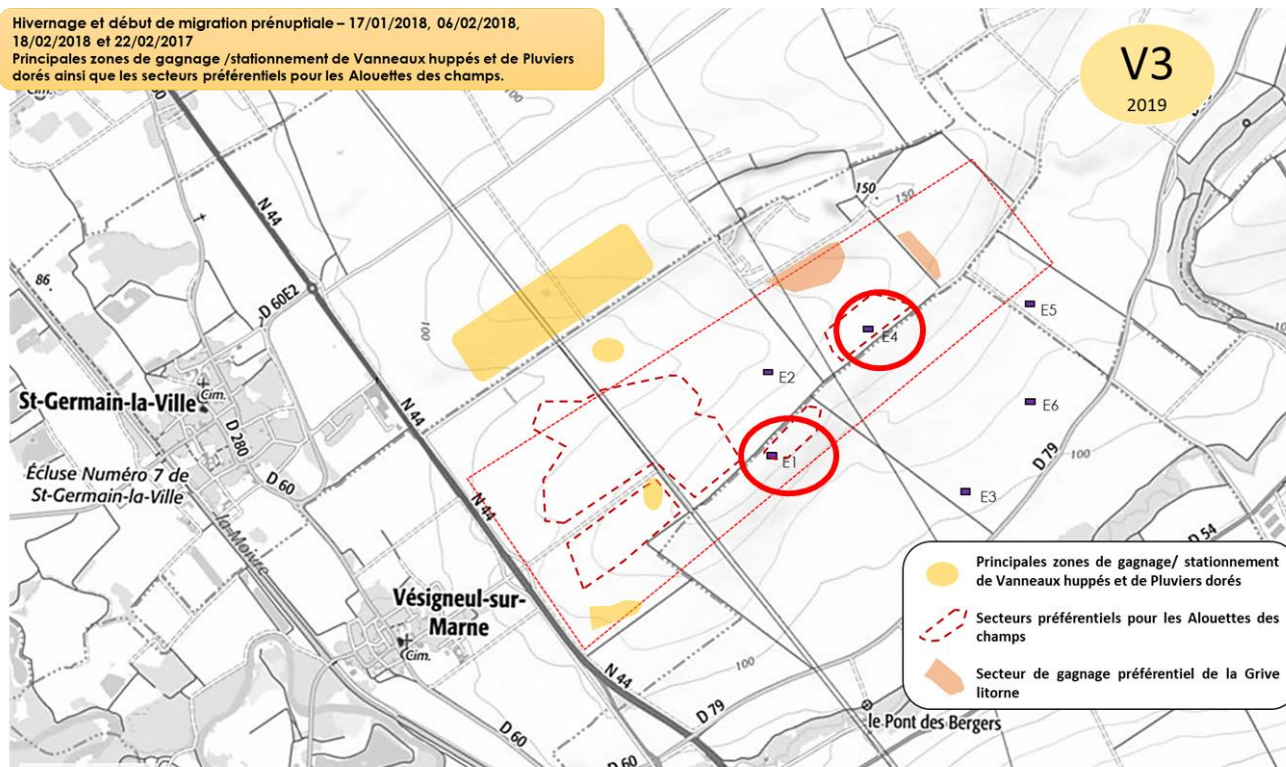 Hivernage et début de migration prénuptiale – 17/01/2018, 06/02/2018,
18/02/2018 et 22/02/2017
Principales zones de gagnage /stationnement de Vanneaux huppés et de Pluviers
dorés ainsi que les secteurs préférentiels pour les Alouettes des champs.
V3
2019
Cim.
100
N 44
150
150
86
D 60E2
100
E5
E4
E2
St-Germain-la-Ville
Cim.
N 44
D 280
E6
Écluse Numéro 7 de
St-Germain-la-Ville
D 60
N 44
E1
D 79
100
E3
la Moivre
D 54
Vésigneul-sur-
Marne
Cim.
100
N 44
D 79
D 60
D 60
le Pont des Bergers
Principales zones de gagnage/ stationnement
de Vanneaux huppés et de Pluviers dorés
Secteurs préférentiels pour les Alouettes des
champs
Secteur de gagnage préférentiel de la Grive
litorne